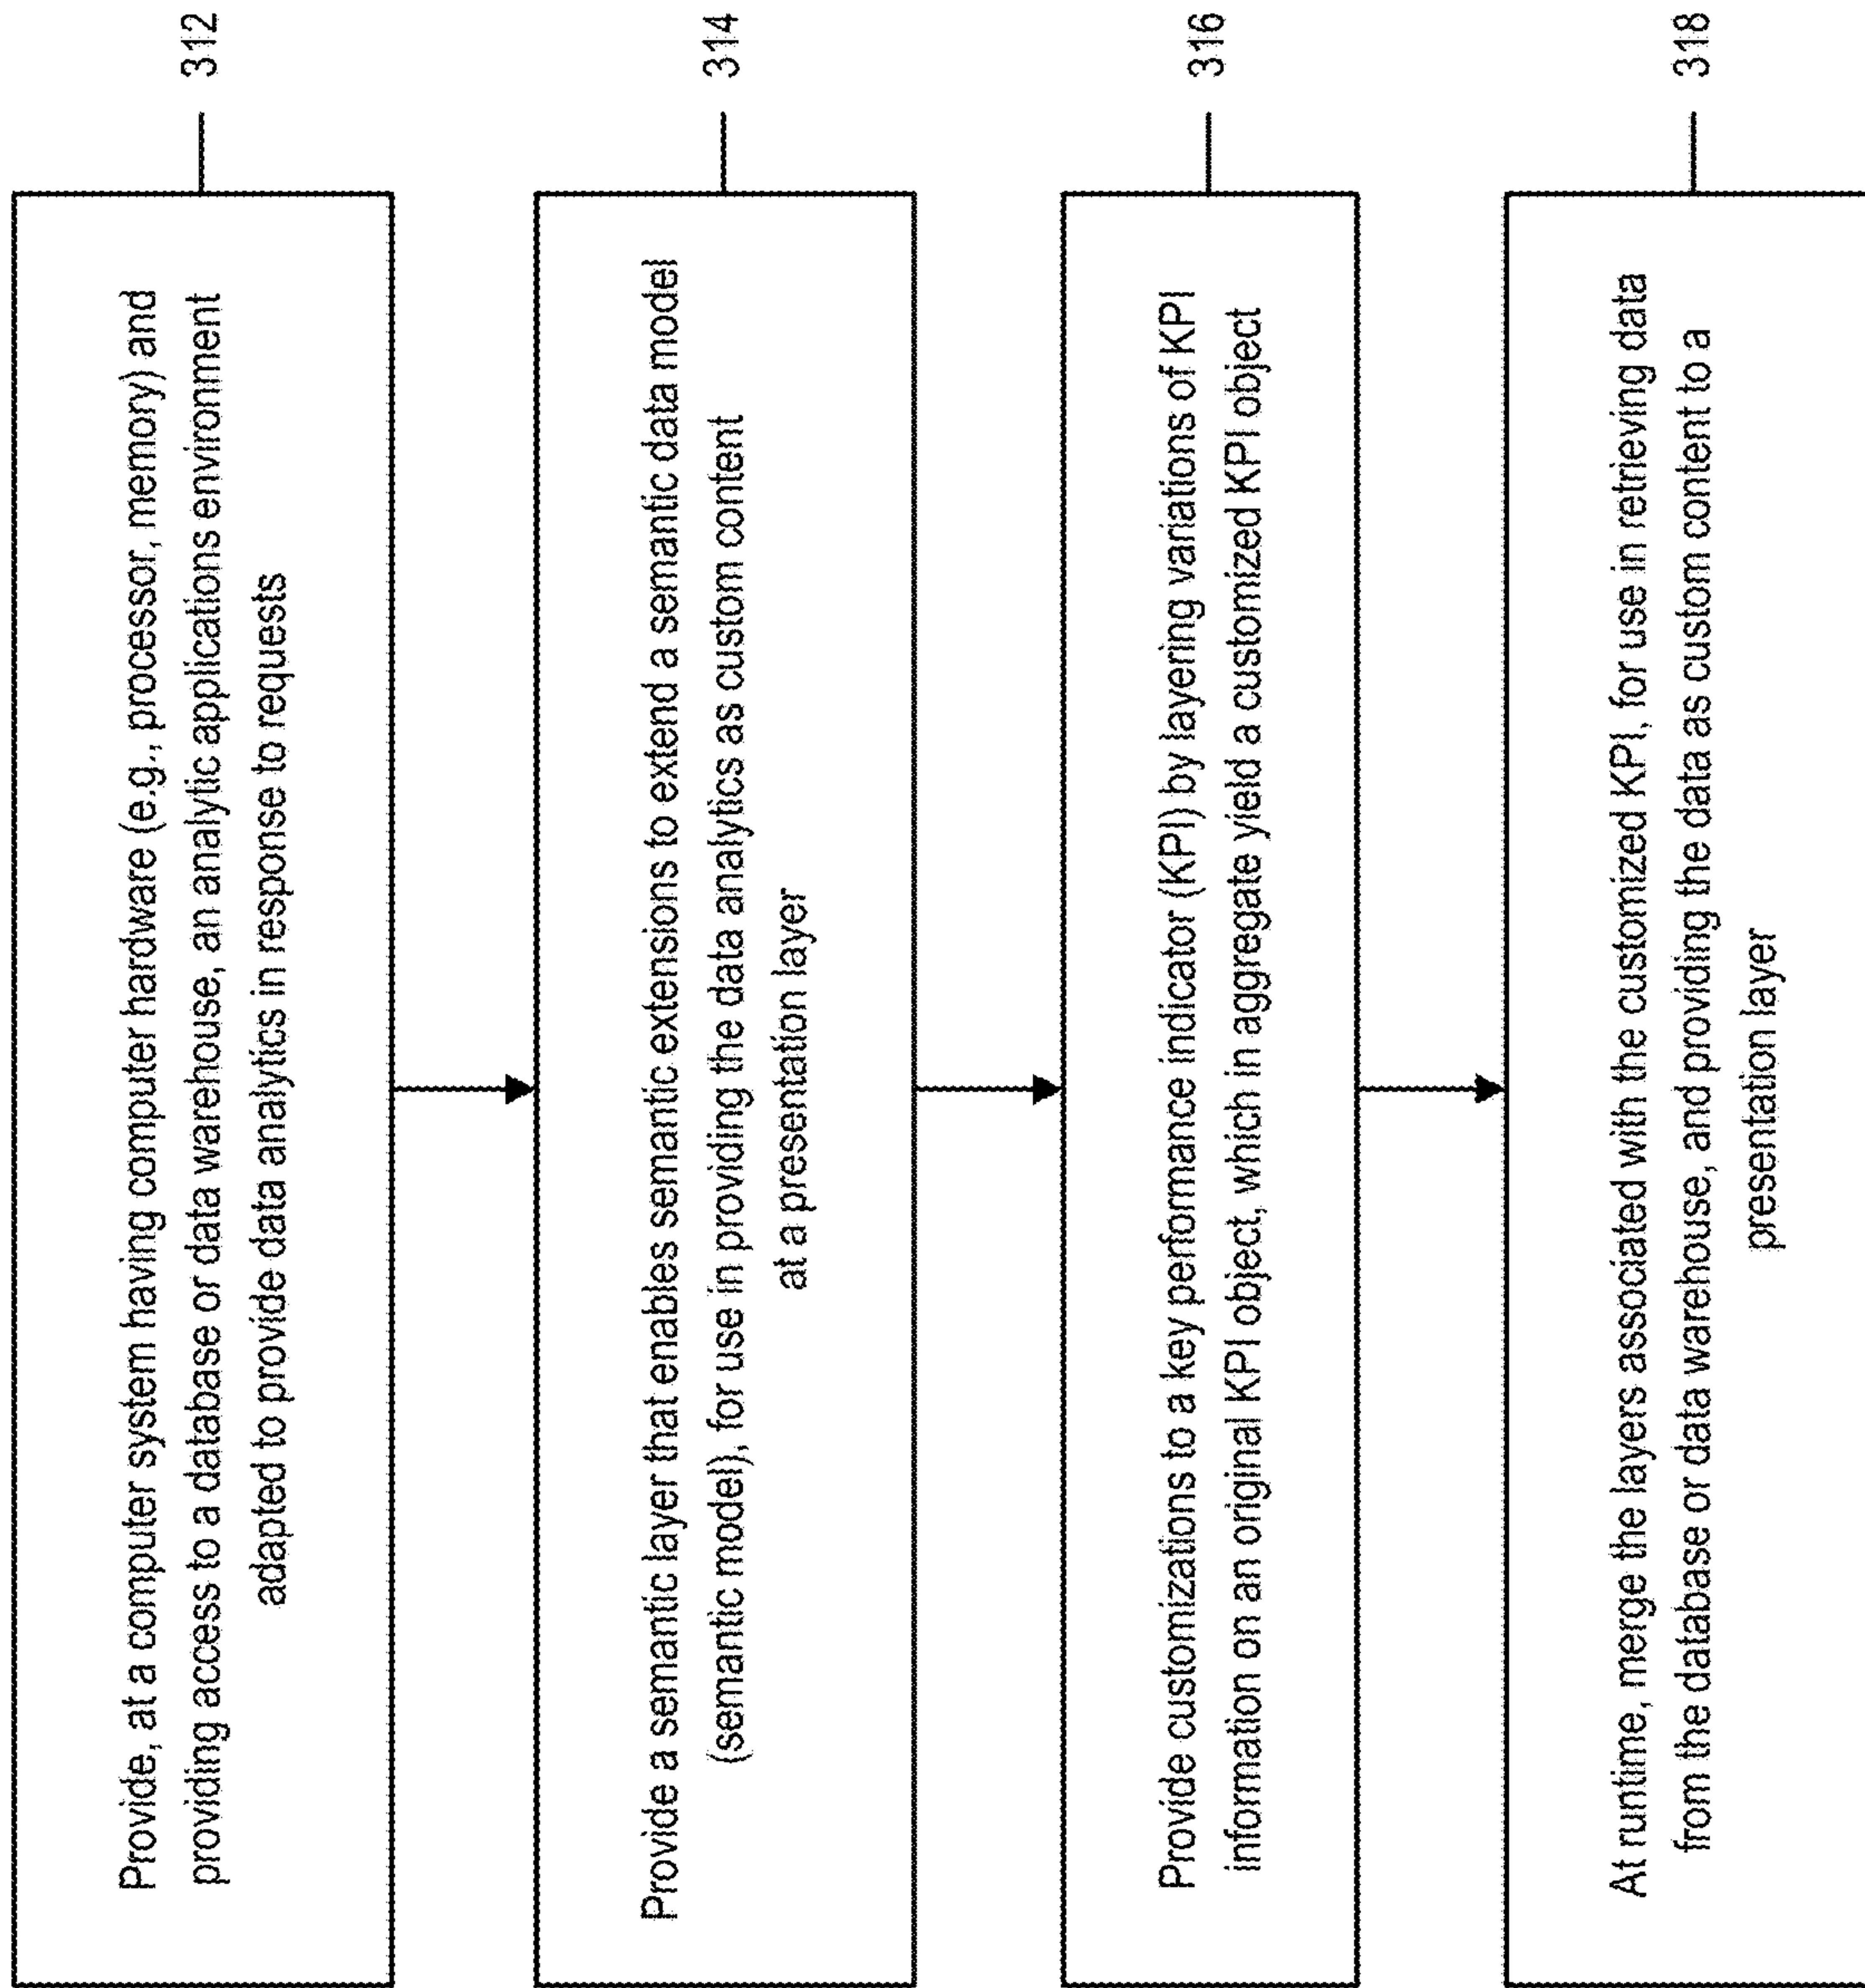 Provide, at a computer system having computer hardware (e.g., processor, memory) and
providing access to a database or data warehouse, an analytic applications environment
adapted to provide data analytics in response to requests
312
Provide a semantic layer that enables semantic extensions to extend a semantic data model
(semantic model), for use in providing the data analytics as custom content
at a presentation layer
314
Provide customizations to a key performance indicator (KPI) by layering variations of KPI
information on an original KPI object, which in aggregate yield a customized KPI object
316
At runtime, merge the layers associated with the customized KPI, for use in retrieving data
from the database or data warehouse, and providing the data as custom content to a
presentation layer
318